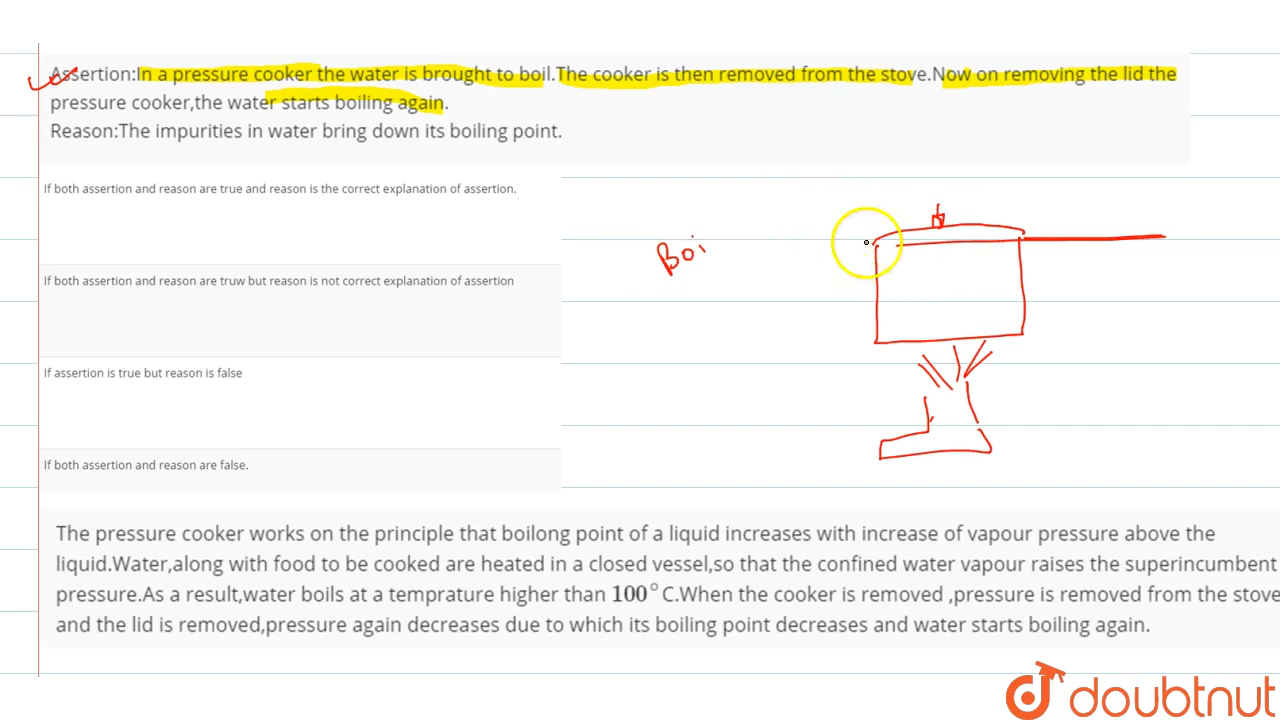 Assertion:In a pressure cooker the water is brought to boil.The cooker is then removed from the stove.Now on removing the lid the
pressure cooker,the water starts boiling again.
Reason:The impurities in water bring down its boiling point.
If both assertion and reason are true and reason is the correct explanation of assertion.
Boi
If both assertion and reason are truw but reason is not correct explanation of assertion
If assertion is true but reason is false
If both assertion and reason are false.
The pressure cooker works on the principle that boilong point of a liquid increases with increase of vapour pressure above the
liquid.Water,along with food to be cooked are heated in a closed vessel,so that the confined water vapour raises the superincumbent
pressure.As a result,water boils at a temprature higher than 100°C.When the cooker is removed ,pressure is removed from the stove
and the lid is removed,pressure again decreases due to which its boiling point decreases and water starts boiling again.
doubtnut